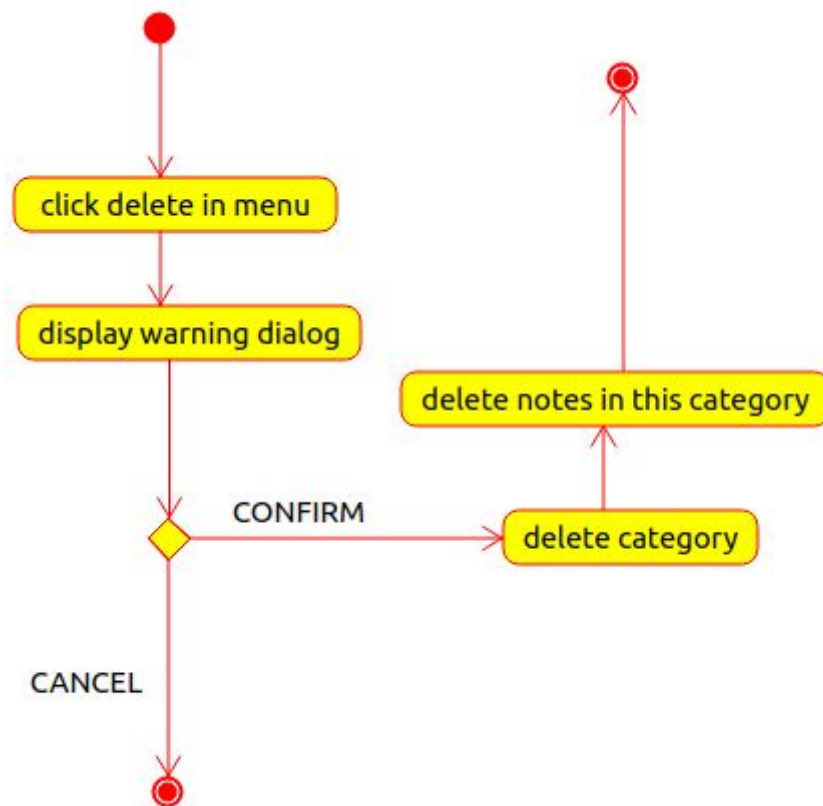 click delete in menu
display warning dialog
delete notes in this category
CONFIRM
delete category
CANCEL